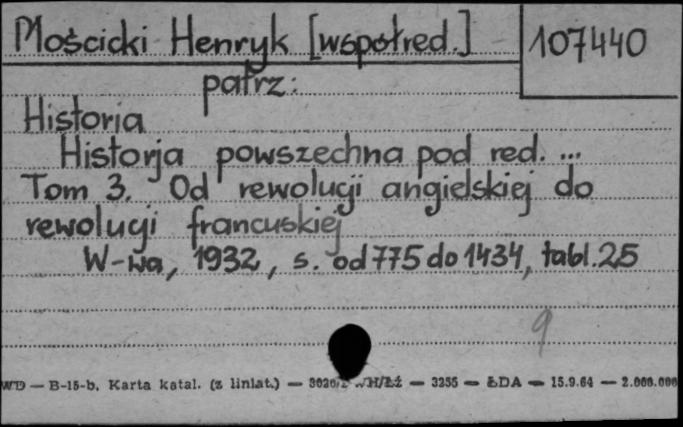 Mościcki Henryk [współred.]
107440
patrz:
Historia
Historja powszechna pod red. ...
Tom 3. Od rewolucji angielskiej do
rewolucji francuskiej
W-wa, 1932, s. od 775 do 1434, tabl. 25
9
WD — B-15-b. Karta katal. (z liniat.) — WH/Łź — 3255 — ŁDA — 15.9.64 — 2.000.000